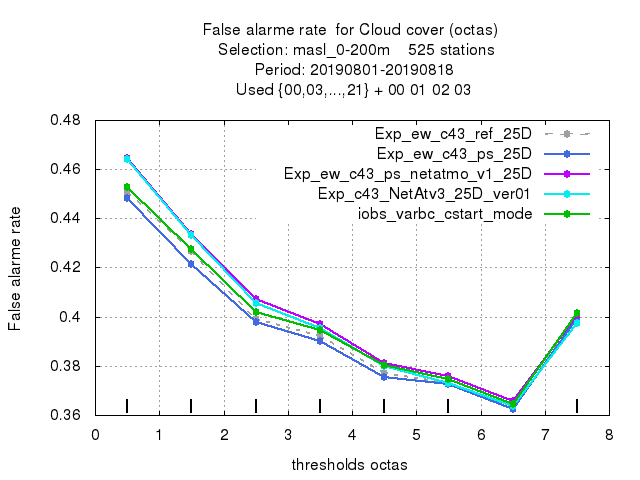 False alarme rate  for Cloud cover (octas)
Selection: masl_0-200m    525 stations
Period: 20190801-20190818
Used {00,03,...,21} + 00 01 02 03
Exp_ew_c43_ref_25D
Exp_ew_c43_ps_25D
Exp_ew_c43_ps_netatmo_v1_25D
Exp_c43_NetAtv3_25D_ver01
iobs_varbc_cstart_mode
0.48
0.46
0.44
0.42
0.4
0.38
0.36
False alarme rate
0 1 2 3 4 5 6 7 8
thresholds octas